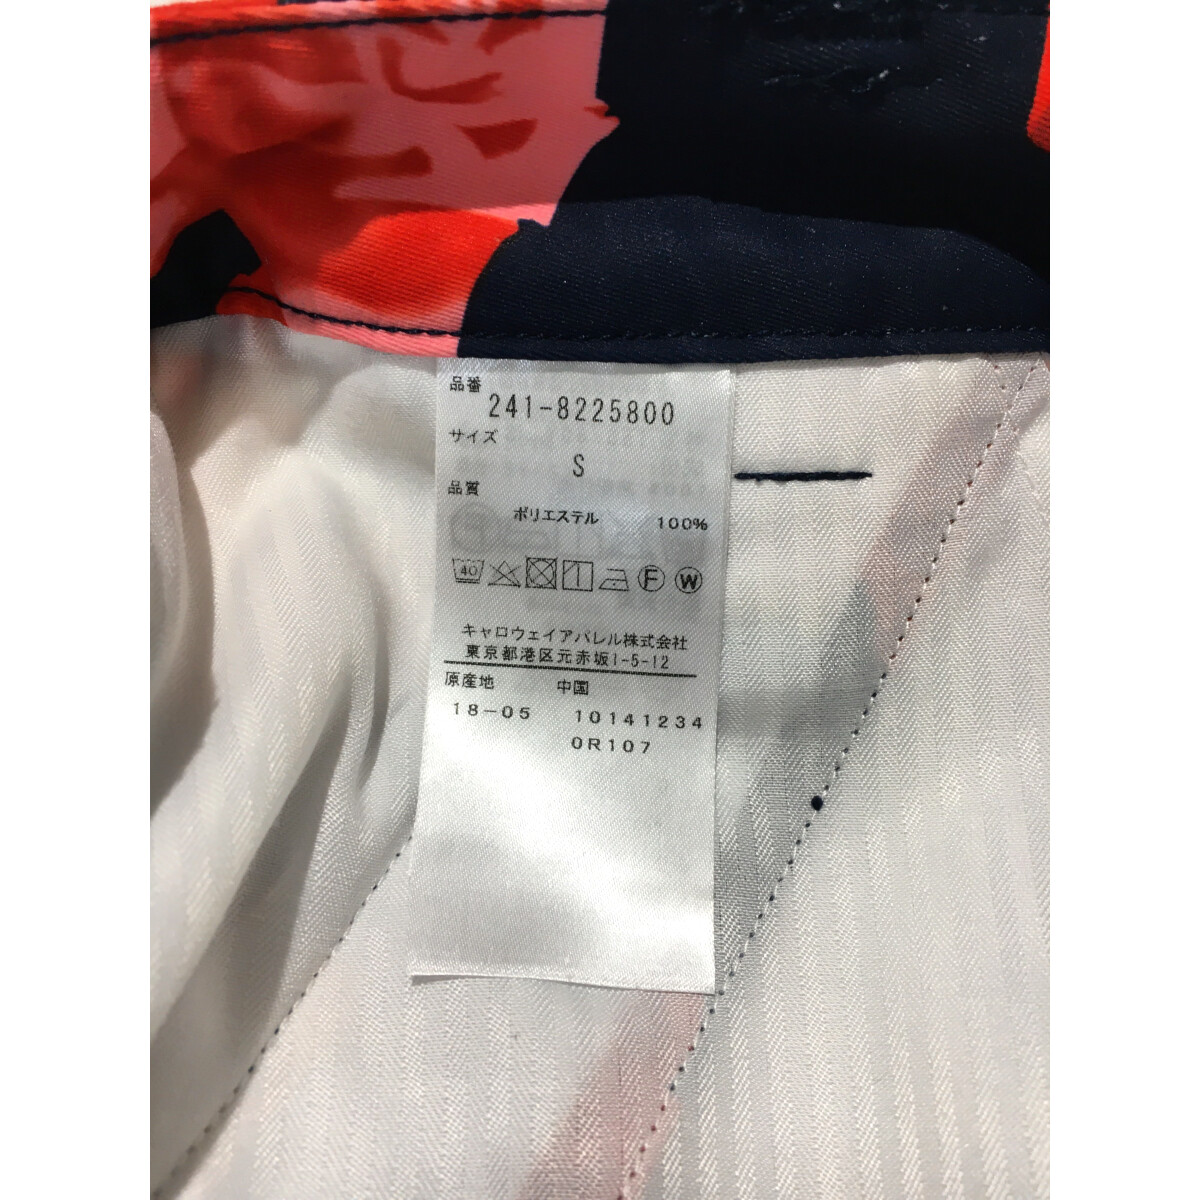 品番
241-8225800
サイズ
S
品質
ポリエステル 100%
40 F W
キャロウェイアパレル株式会社
東京都港区元赤坂1-5-12
原産地 中国
18-05 10141234
0R107